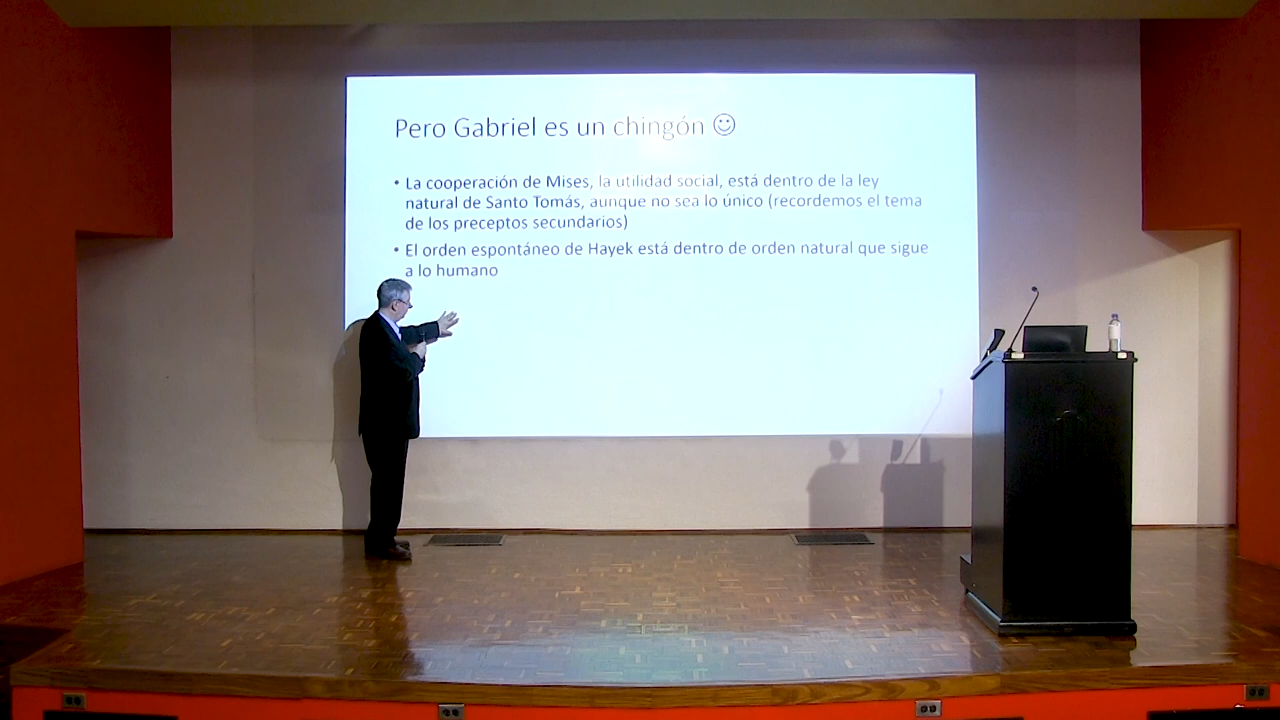 Pero Gabriel es un chingón ☺
• La cooperación de Mises, la utilidad social, está dentro de la ley
natural de Santo Tomás, aunque no sea lo único (recordemos el tema
de los preceptos secundarios)
• El orden espontáneo de Hayek está dentro de orden natural que sigue
a lo humano